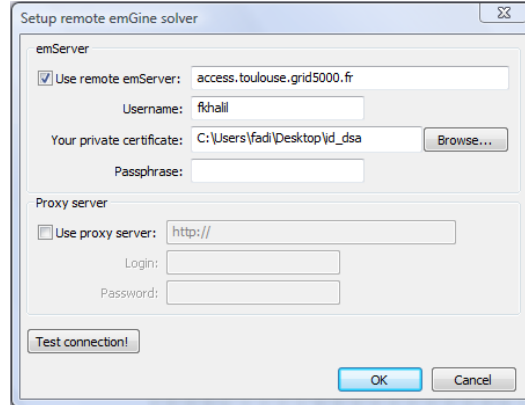 Setup remote emGine solver
emServer
Use remote emServer: access.toulouse.grid5000.fr
Username: fkhalil
Your private certificate: C:\Users\fadi\Desktop\id_dsa Browse...
Passphrase:
Proxy server
Use proxy server: http://
Login:
Password:
Test connection!
OK Cancel